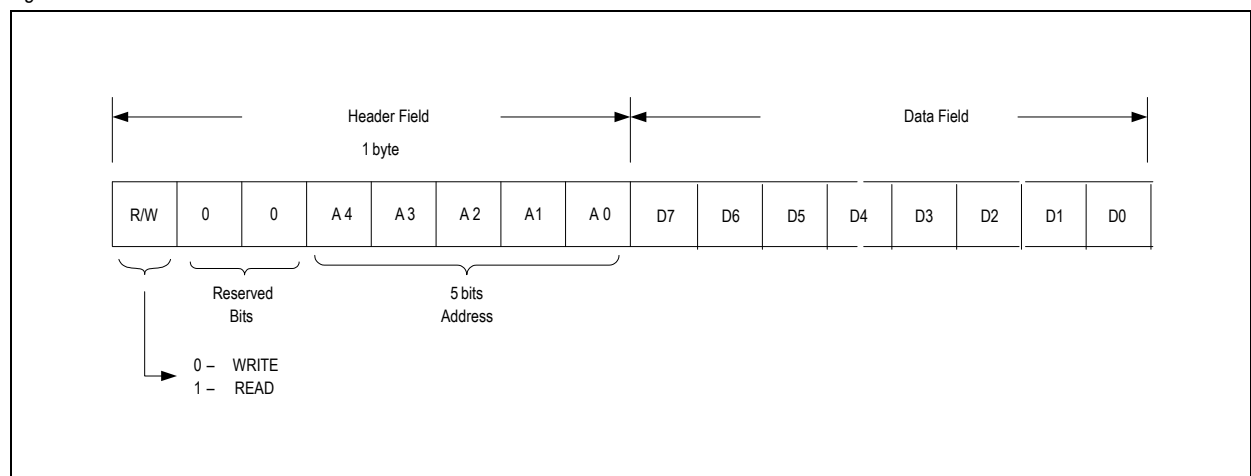 Header Field
Data Field
1 byte
R/W 0 0 A 4 A 3 A 2 A1 A 0 D7 D6 D5 D4 D3 D2 D1 D0
Reserved
Bits
5 bits
Address
0 – WRITE
1 – READ